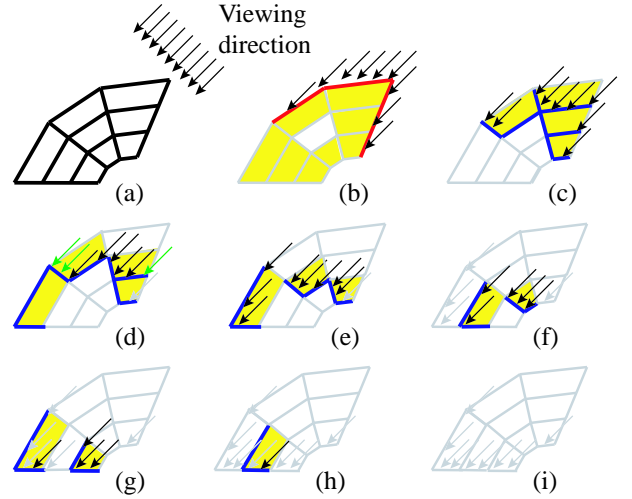 Viewing
direction
(a) (b) (c)
(d) (e) (f)
(g) (h) (i)